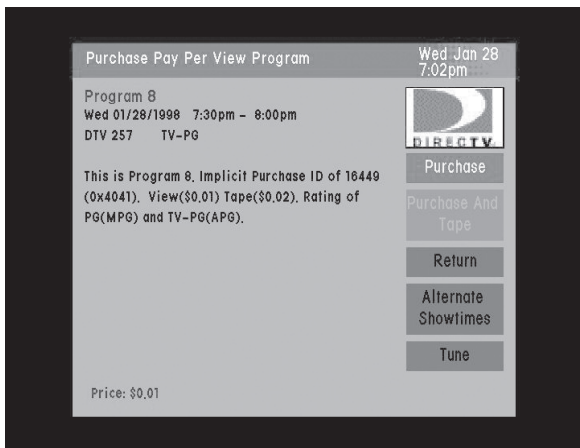 Purchase Pay Per View Program
Wed Jan 28
7:02pm
Program 8
Wed 01/28/1998 7:30pm - 8:00pm
DTV 257 TV-PG
This is Program 8. Implicit Purchase ID of 16449
(0x4041). View($0.01) Tape($0.02). Rating of
PG(MPG) and TV-PG(APG).
Price: $0.01
DIRECTV
Purchase
Purchase And
Tape
Return
Alternate
Showtimes
Tune